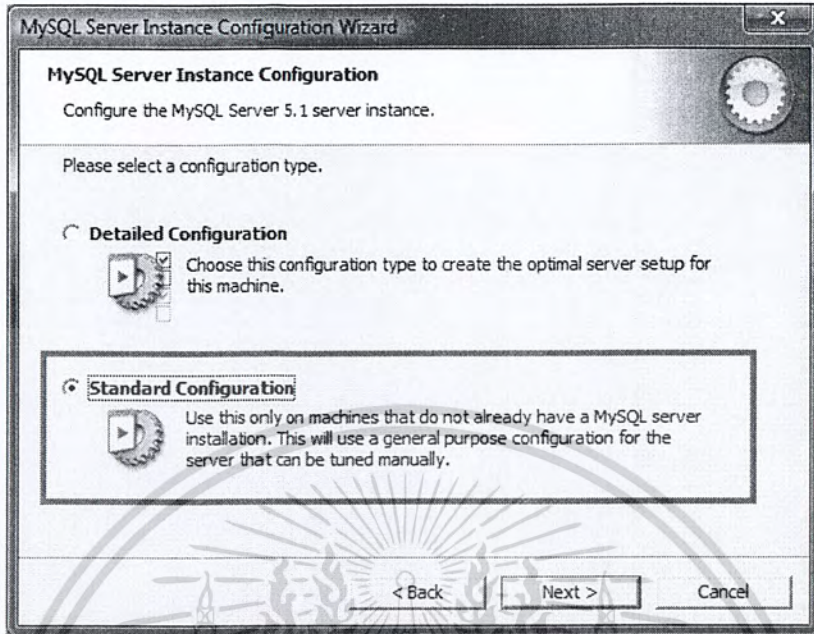 MySQL Server Instance Configuration Wizard
MySQL Server Instance Configuration
Configure the MySQL Server 5.1 server instance.
Please select a configuration type.
Detailed Configuration
Choose this configuration type to create the optimal server setup for
this machine.
Standard Configuration
Use this only on machines that do not already have a MySQL server
installation. This will use a general purpose configuration for the
server that can be tuned manually.
< Back
Next >
Cancel